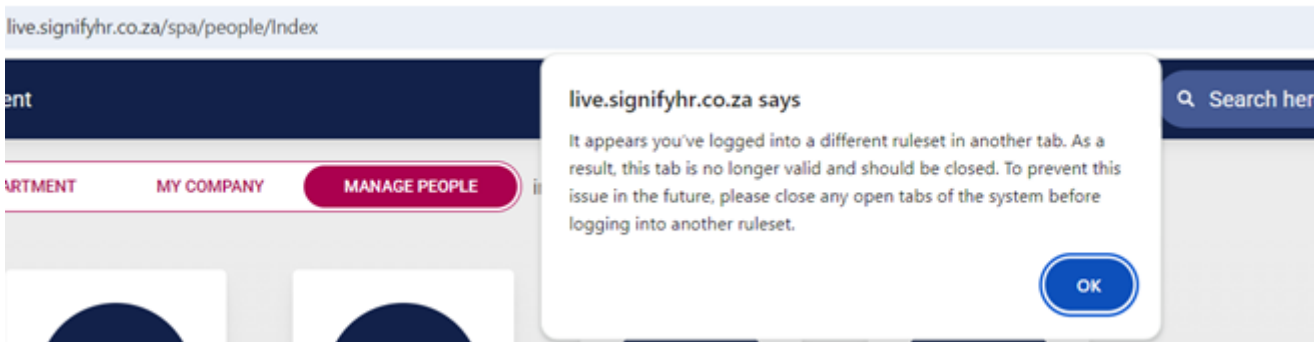 live.signifyhr.co.za/spa/people/Index
live.signifyhr.co.za says
Search her
It appears you've logged into a different ruleset in another tab. As a
result, this tab is no longer valid and should be closed. To prevent this
issue in the future, please close any open tabs of the system before
logging into another ruleset.
MY COMPANY
MANAGE PEOPLE
OK